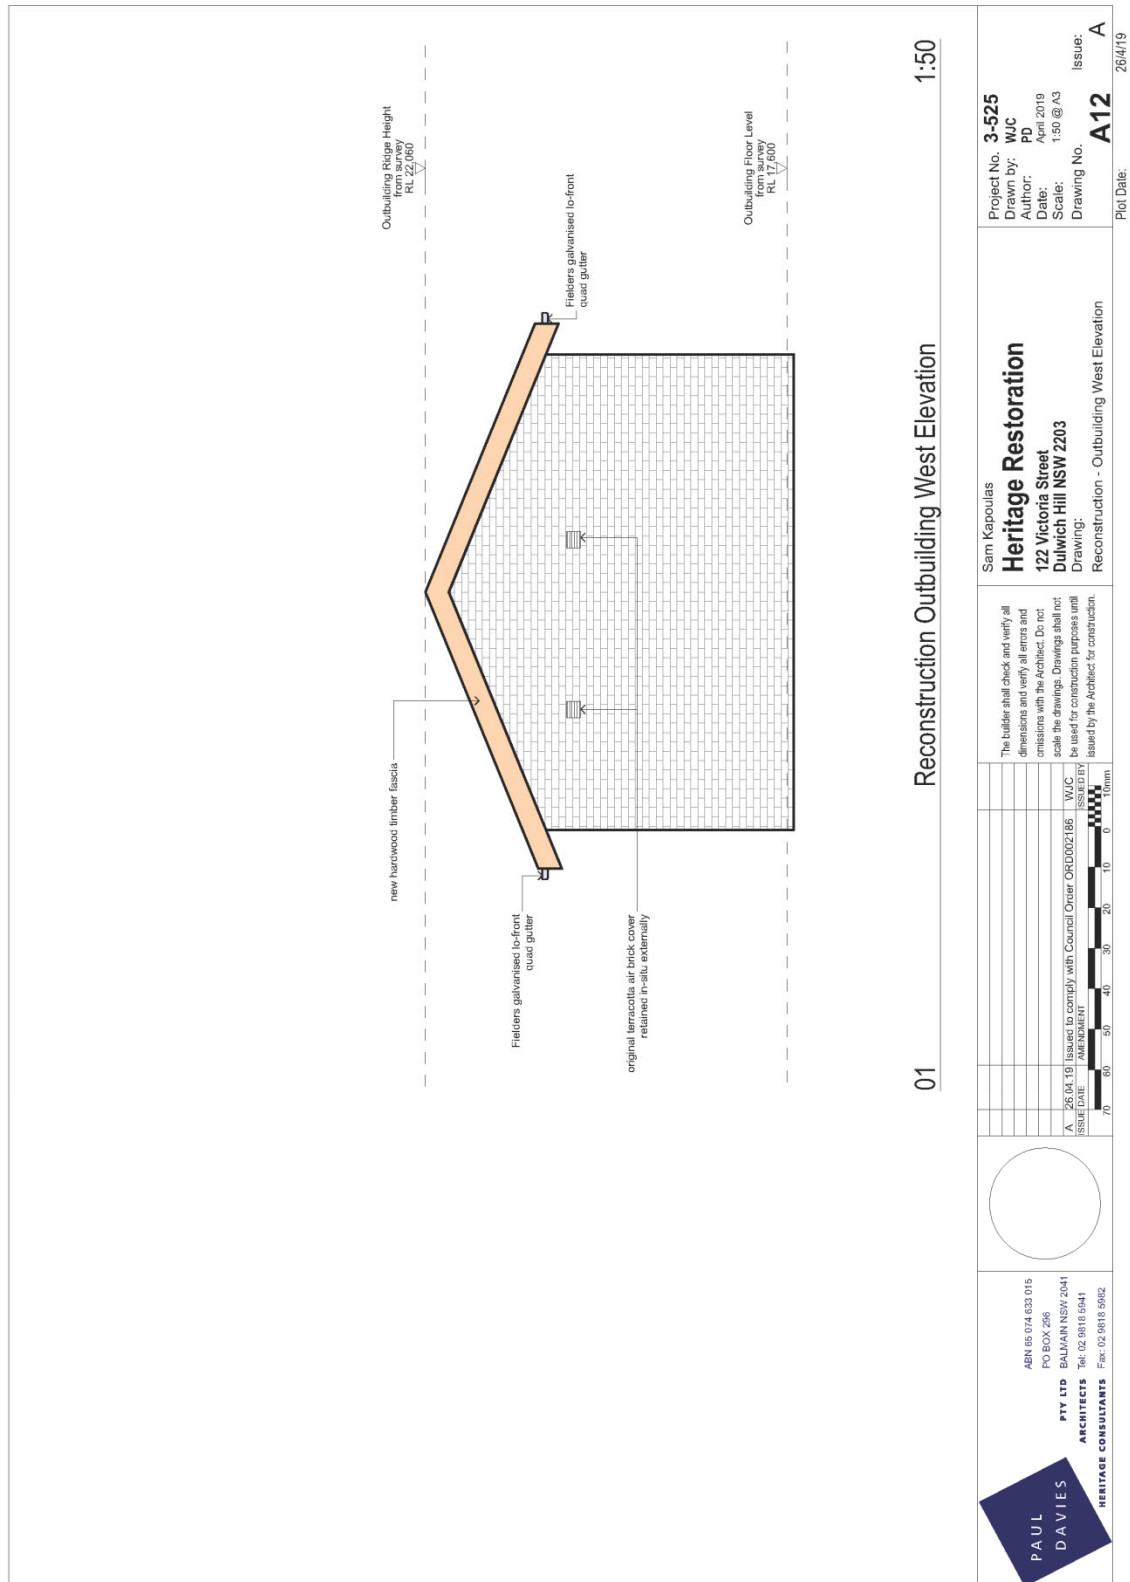 Outbuilding Ridge Height
from survey
RL 22,060
Outbuilding Floor Level
from survey
RL 17,600
Fielders galvanised lo-front
quad gutter
new hardwood timber fascia
Fielders galvanised lo-front
quad gutter
original terracotta air brick cover
retained in-situ externally
01 Reconstruction Outbuilding West Elevation 1:50
PAUL
DAVIES
PTY LTD
ARCHITECTS
HERITAGE CONSULTANTS
ABN 65 074 633 015
PO BOX 296
BALMAIN NSW 2041
Tel: 02 9818 5941
Fax: 02 9818 5982
A 26.04.19 Issued to comply with Council Order ORD002186 WJC
ISSUE DATE AMENDMENT ISSUED BY
70 60 50 40 30 20 10 0 10mm
The builder shall check and verify all
dimensions and verify all errors and
omissions with the Architect. Do not
scale the drawings. Drawings shall not
be used for construction purposes until
issued by the Architect for construction.
Sam Kapoulas
Heritage Restoration
122 Victoria Street
Dulwich Hill NSW 2203
Drawing:
Reconstruction - Outbuilding West Elevation
Project No. 3-525
Drawn by: WJC
Author: PD
Date: April 2019
Scale: 1:50 @ A3
Drawing No. Issue:
A12 A
Plot Date: 26/4/19